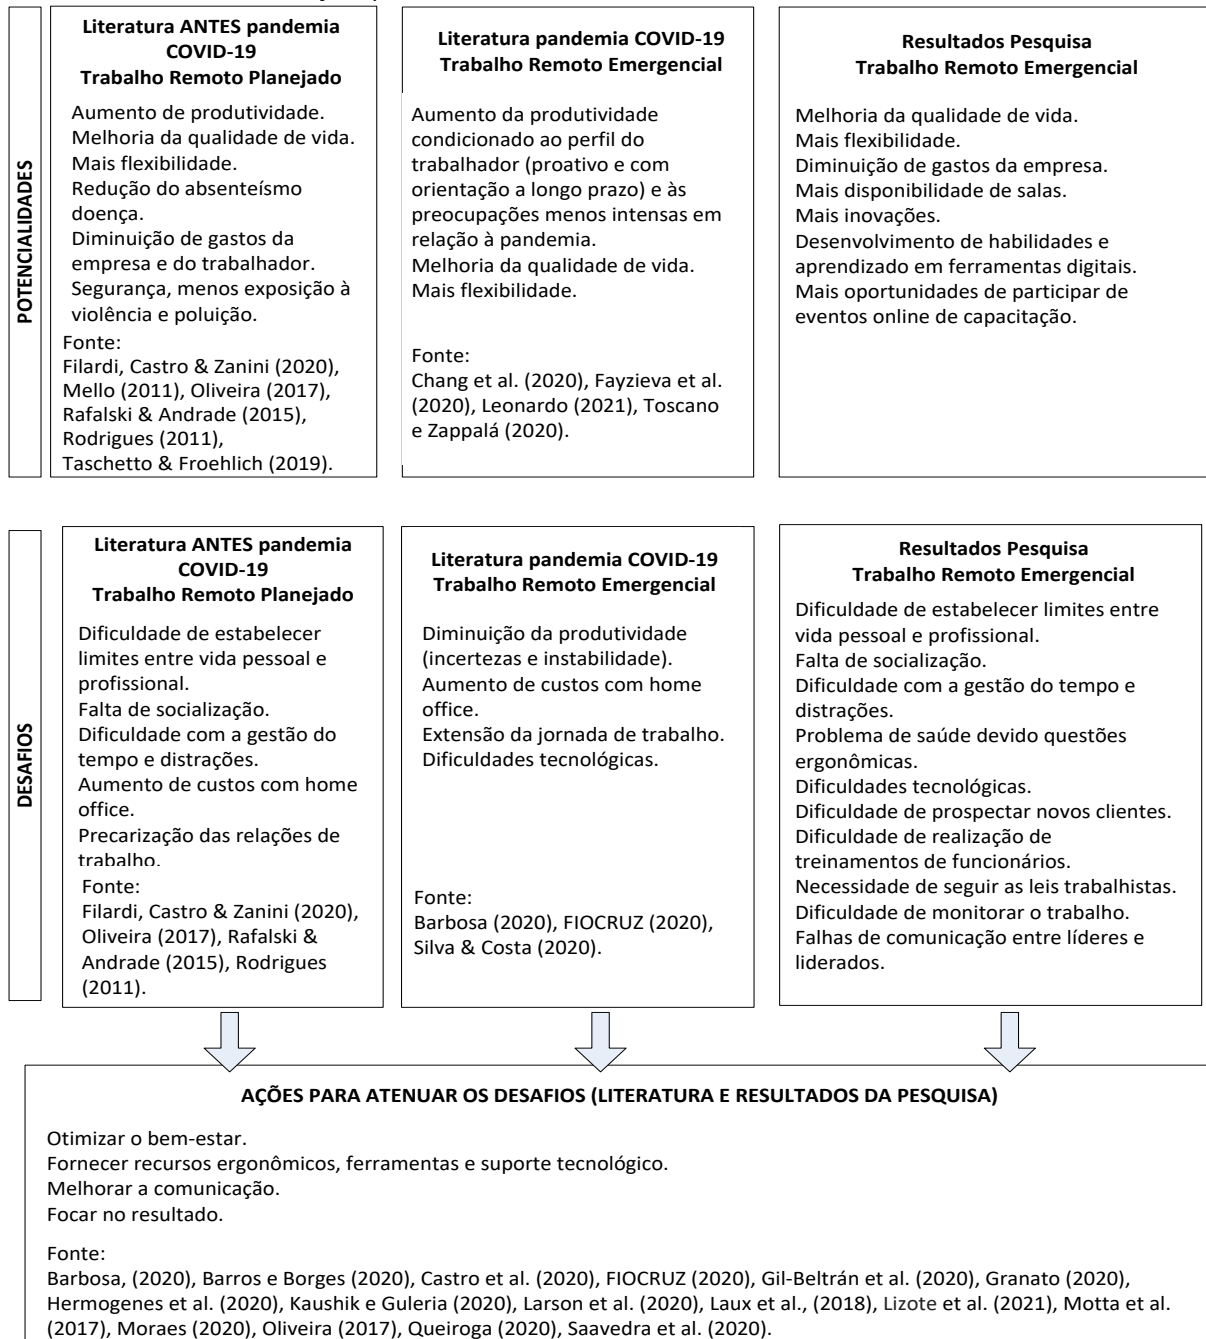 POTENCIALIDADES
Literatura ANTES pandemia
COVID-19
Trabalho Remoto Planejado
Aumento de produtividade.
Melhoria da qualidade de vida.
Mais flexibilidade.
Redução do absenteísmo
doença.
Diminuição de gastos da
empresa e do trabalhador.
Segurança, menos exposição à
violência e poluição.
Fonte:
Filardi, Castro & Zanini (2020),
Mello (2011), Oliveira (2017),
Rafalski & Andrade (2015),
Rodrigues (2011),
Taschetto & Froehlich (2019).
Literatura pandemia COVID-19
Trabalho Remoto Emergencial
Aumento da produtividade
condicionado ao perfil do
trabalhador (proativo e com
orientação a longo prazo) e às
preocupações menos intensas em
relação à pandemia.
Melhoria da qualidade de vida.
Mais flexibilidade.
Fonte:
Chang et al. (2020), Fayzieva et al.
(2020), Leonardo (2021), Toscano
e Zappalá (2020).
Resultados Pesquisa
Trabalho Remoto Emergencial
Melhoria da qualidade de vida.
Mais flexibilidade.
Diminuição de gastos da empresa.
Mais disponibilidade de salas.
Mais inovações.
Desenvolvimento de habilidades e
aprendizado em ferramentas digitais.
Mais oportunidades de participar de
eventos online de capacitação.
DESAFIOS
Literatura ANTES pandemia
COVID-19
Trabalho Remoto Planejado
Dificuldade de estabelecer
limites entre vida pessoal e
profissional.
Falta de socialização.
Dificuldade com a gestão do
tempo e distrações.
Aumento de custos com home
office.
Precarização das relações de
trabalho.
Fonte:
Filardi, Castro & Zanini (2020),
Oliveira (2017), Rafalski &
Andrade (2015), Rodrigues
(2011).
Literatura pandemia COVID-19
Trabalho Remoto Emergencial
Diminuição da produtividade
(incertezas e instabilidade).
Aumento de custos com home
office.
Extensão da jornada de trabalho.
Dificuldades tecnológicas.
Fonte:
Barbosa (2020), FIOCRUZ (2020),
Silva & Costa (2020).
Resultados Pesquisa
Trabalho Remoto Emergencial
Dificuldade de estabelecer limites entre
vida pessoal e profissional.
Falta de socialização.
Dificuldade com a gestão do tempo e
distrações.
Problema de saúde devido questões
ergonômicas.
Dificuldades tecnológicas.
Dificuldade de prospectar novos clientes.
Dificuldade de realização de
treinamentos de funcionários.
Necessidade de seguir as leis trabalhistas.
Dificuldade de monitorar o trabalho.
Falhas de comunicação entre líderes e
liderados.
AÇÕES PARA ATENUAR OS DESAFIOS (LITERATURA E RESULTADOS DA PESQUISA)
Otimizar o bem-estar.
Fornecer recursos ergonômicos, ferramentas e suporte tecnológico.
Melhorar a comunicação.
Focar no resultado.
Fonte:
Barbosa, (2020), Barros e Borges (2020), Castro et al. (2020), FIOCRUZ (2020), Gil-Beltrán et al. (2020), Granato (2020),
Hermogenes et al. (2020), Kaushik e Guleria (2020), Larson et al. (2020), Laux et al., (2018), Lizote et al. (2021), Motta et al.
(2017), Moraes (2020), Oliveira (2017), Queiroga (2020), Saavedra et al. (2020).